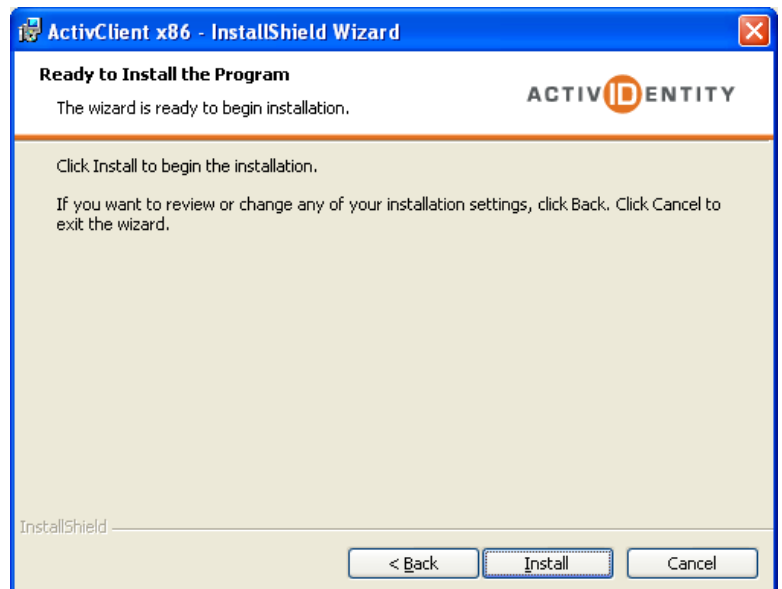 ActivClient x86 - InstallShield Wizard
Ready to Install the Program
The wizard is ready to begin installation.
ACTIVIDENTITY
Click Install to begin the installation.
If you want to review or change any of your installation settings, click Back. Click Cancel to
exit the wizard.
InstallShield
< Back
Install
Cancel